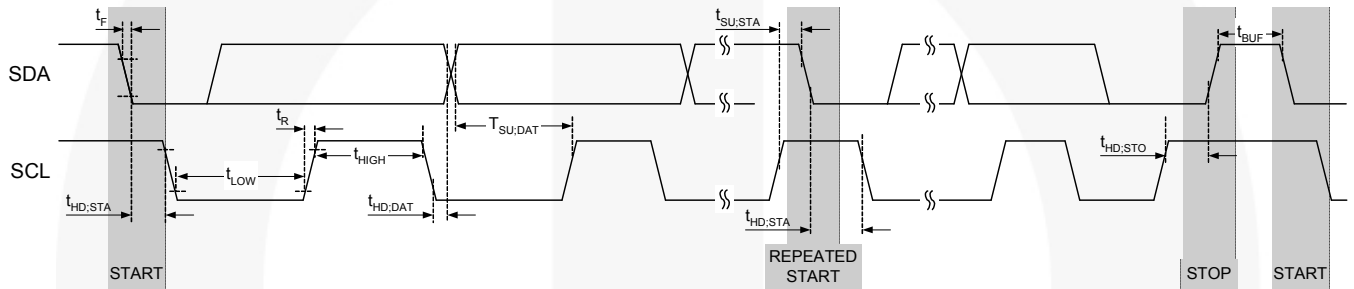 tF
tSU;STA
tBUF
SDA
tR
TSU;DAT
SCL
tHIGH
tLOW
tHD;STO
tHD;STA
tHD;DAT
tHD;STA
START
REPEATED
START
STOP
START